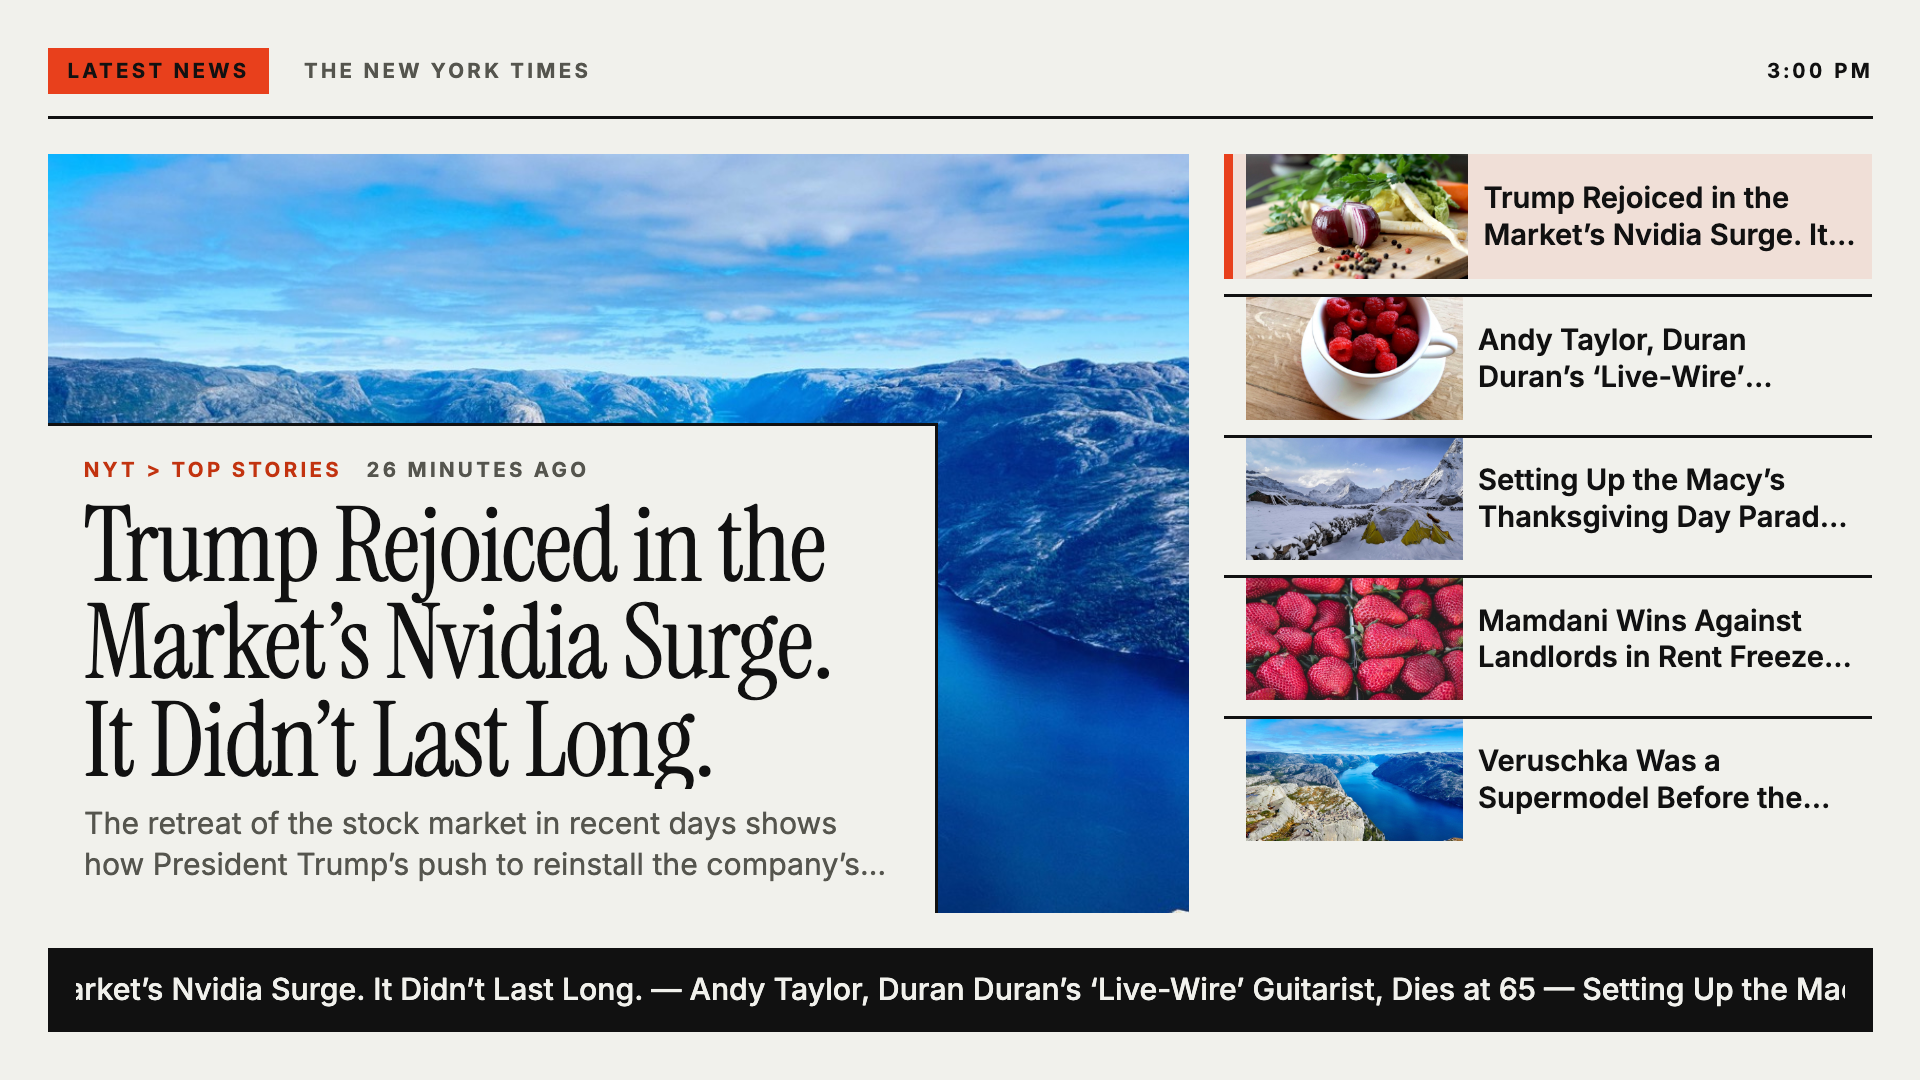 LATEST NEWS
THE NEW YORK TIMES
3:00 PM
NYT > TOP STORIES 26 MINUTES AGO
Trump Rejoiced in the
Market’s Nvidia Surge.
It Didn’t Last Long.
The retreat of the stock market in recent days shows
how President Trump’s push to reinstall the company’s...
Trump Rejoiced in the
Market’s Nvidia Surge. It...
Andy Taylor, Duran
Duran’s ‘Live-Wire’...
Setting Up the Macy’s
Thanksgiving Day Parad...
Mamdani Wins Against
Landlords in Rent Freeze...
Veruschka Was a
Supermodel Before the...
arket’s Nvidia Surge. It Didn’t Last Long. — Andy Taylor, Duran Duran’s ‘Live-Wire’ Guitarist, Dies at 65 — Setting Up the Ma